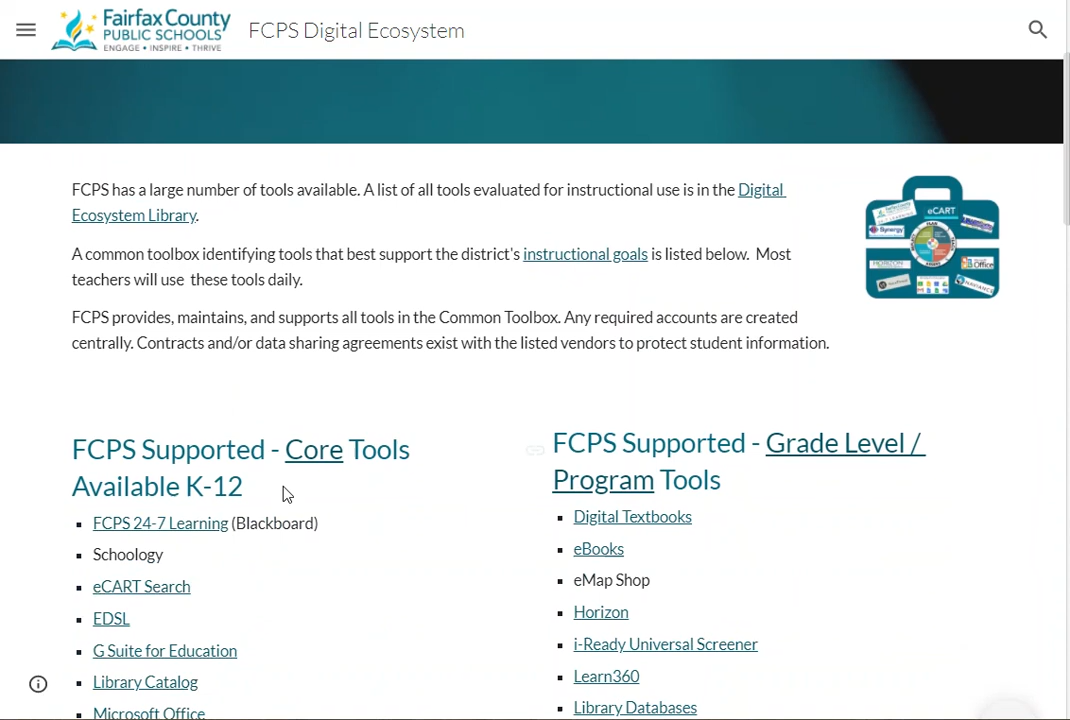 Fairfax County
PUBLIC SCHOOLS
ENGAGE • INSPIRE • THRIVE
FCPS Digital Ecosystem
FCPS has a large number of tools available. A list of all tools evaluated for instructional use is in the Digital
Ecosystem Library.
A common toolbox identifying tools that best support the district's instructional goals is listed below. Most
teachers will use these tools daily.
FCPS provides, maintains, and supports all tools in the Common Toolbox. Any required accounts are created
centrally. Contracts and/or data sharing agreements exist with the listed vendors to protect student information.
eCART
Synergy
HORIZON
Office
FCPS Supported - Core Tools
Available K-12
▪ FCPS 24-7 Learning (Blackboard)
▪ Schoology
▪ eCART Search
▪ EDSL
▪ G Suite for Education
▪ Library Catalog
▪ Microsoft Office
FCPS Supported - Grade Level /
Program Tools
▪ Digital Textbooks
▪ eBooks
▪ eMap Shop
▪ Horizon
▪ i-Ready Universal Screener
▪ Learn360
▪ Library Databases